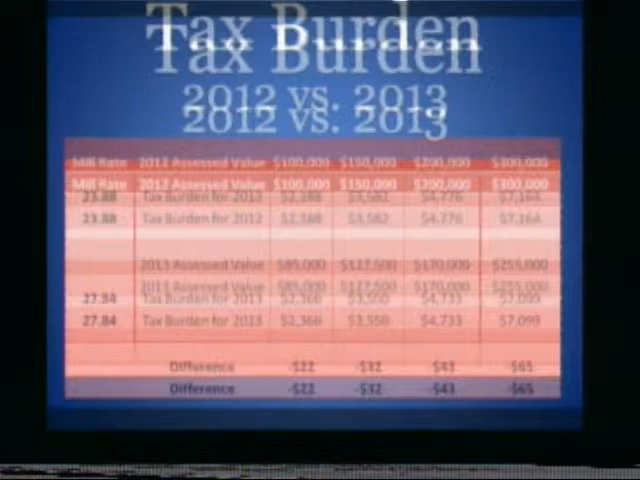 Tax Burden
2012 vs. 2013
Mill Rate 2012 Assessed Value $100,000 $150,000 $200,000 $300,000
23.88 Tax Burden for 2012 $2,388 $3,582 $4,776 $7,164
2013 Assessed Value $85,000 $127,500 $170,000 $255,000
27.84 Tax Burden for 2013 $2,366 $3,550 $4,733 $7,099
Difference -$22 -$32 -$43 -$65